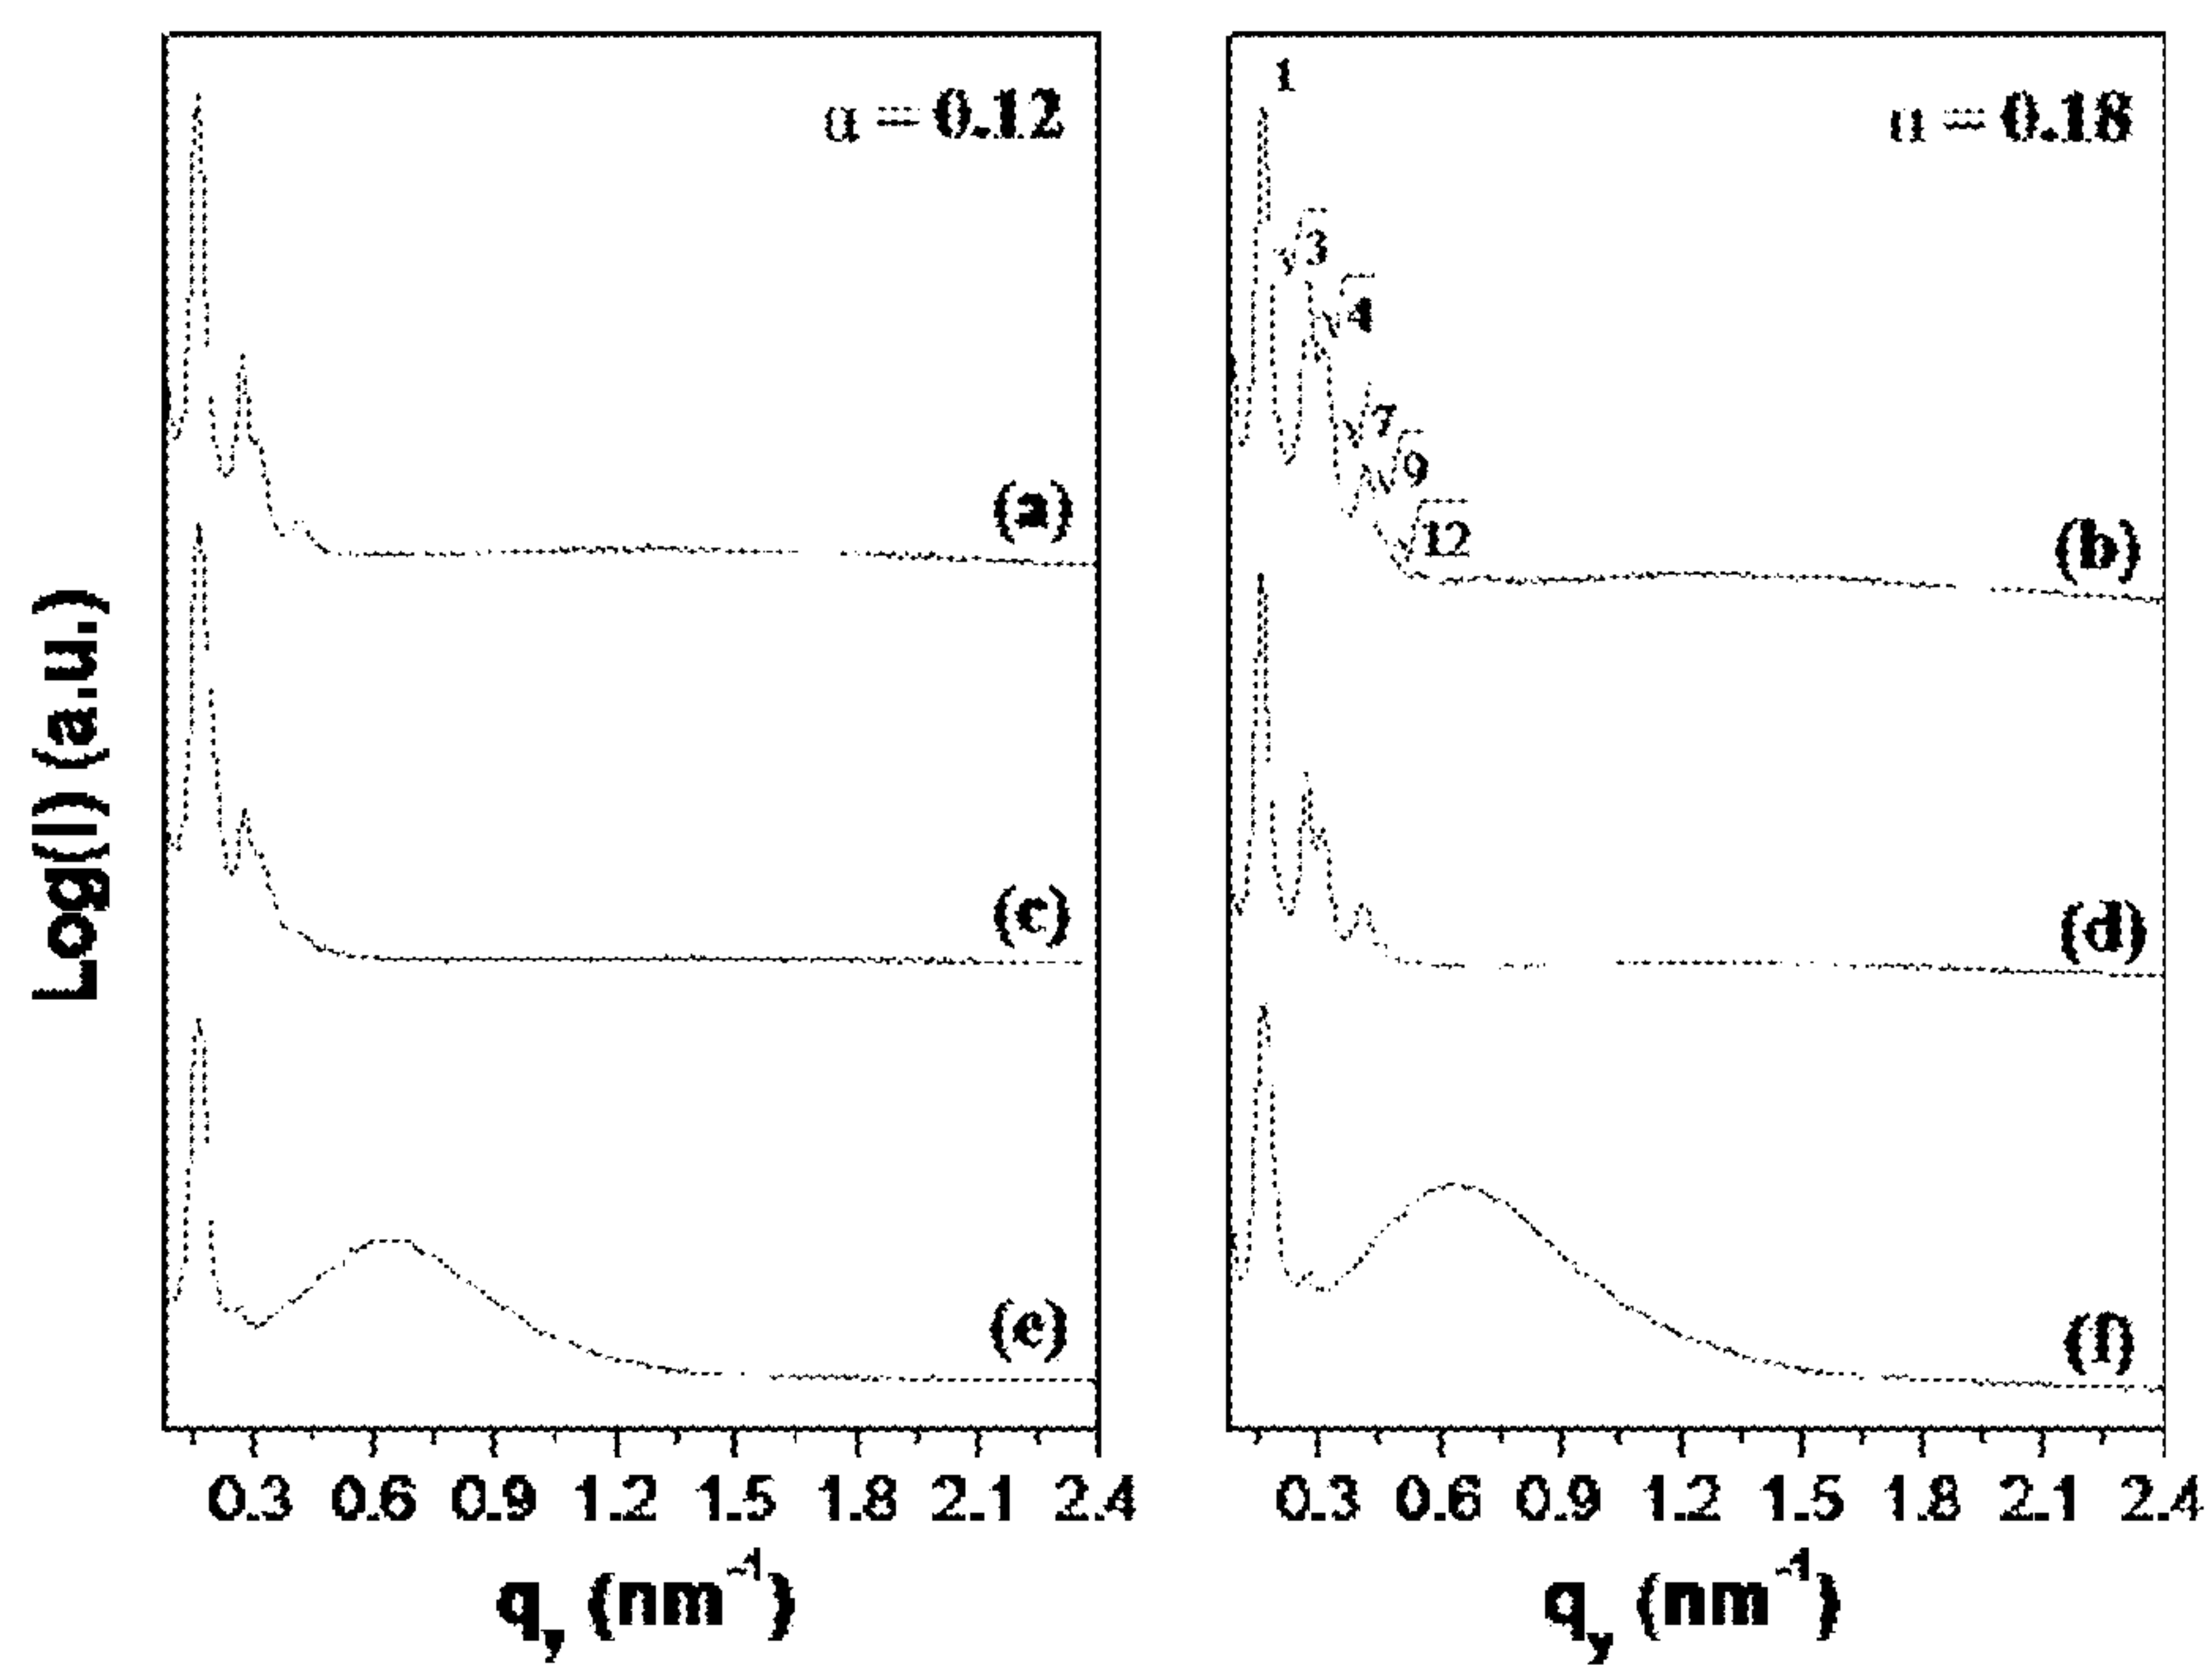 α = 0.12
(a)
(c)
(e)
Log(I) (a.u.)
0.3 0.6 0.9 1.2 1.5 1.8 2.1 2.4
qy (nm⁻¹)
α = 0.18
1
√3
√4
√7
√9
√12
(b)
(d)
(f)
0.3 0.6 0.9 1.2 1.5 1.8 2.1 2.4
qy (nm⁻¹)